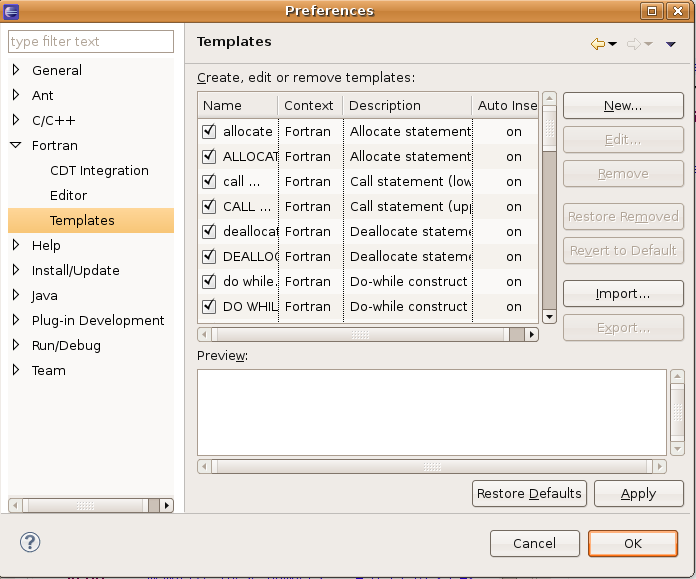 Preferences
type filter text
General
Ant
C/C++
Fortran
CDT Integration
Editor
Templates
Help
Install/Update
Java
Plug-in Development
Run/Debug
Team
Templates
Create, edit or remove templates:
Name Context Description Auto Inse
allocate Fortran Allocate statement on
ALLOCAT Fortran Allocate statement on
call ... Fortran Call statement (low on
CALL ... Fortran Call statement (upp on
deallocat Fortran Deallocate stateme on
DEALLOC Fortran Deallocate stateme on
do while. Fortran Do-while construct on
DO WHIL Fortran Do-while construct on
New...
Edit...
Remove
Restore Removed
Revert to Default
Import...
Export...
Preview:
Restore Defaults Apply
? Cancel OK